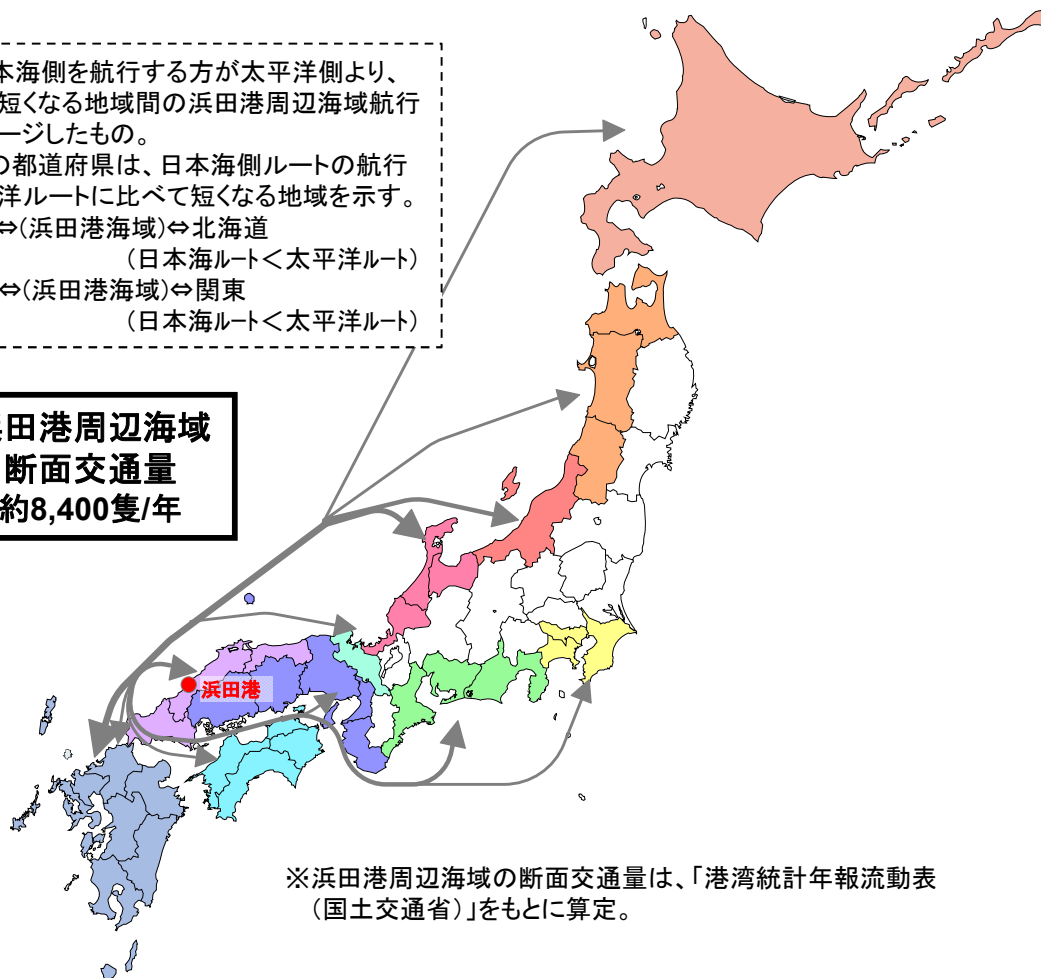 本海側を航行する方が太平洋側より、
短くなる地域間の浜田港周辺海域航行
ージしたもの。
の都道府県は、日本海側ルートの航行
洋ルートに比べて短くなる地域を示す。
⇔(浜田港海域)⇔北海道
(日本海ルート＜太平洋ルート)
⇔(浜田港海域)⇔関東
(日本海ルート＜太平洋ルート)
田港周辺海域
断面交通量
約8,400隻/年
浜田港
※浜田港周辺海域の断面交通量は、「港湾統計年報流動表
(国土交通省)」をもとに算定。